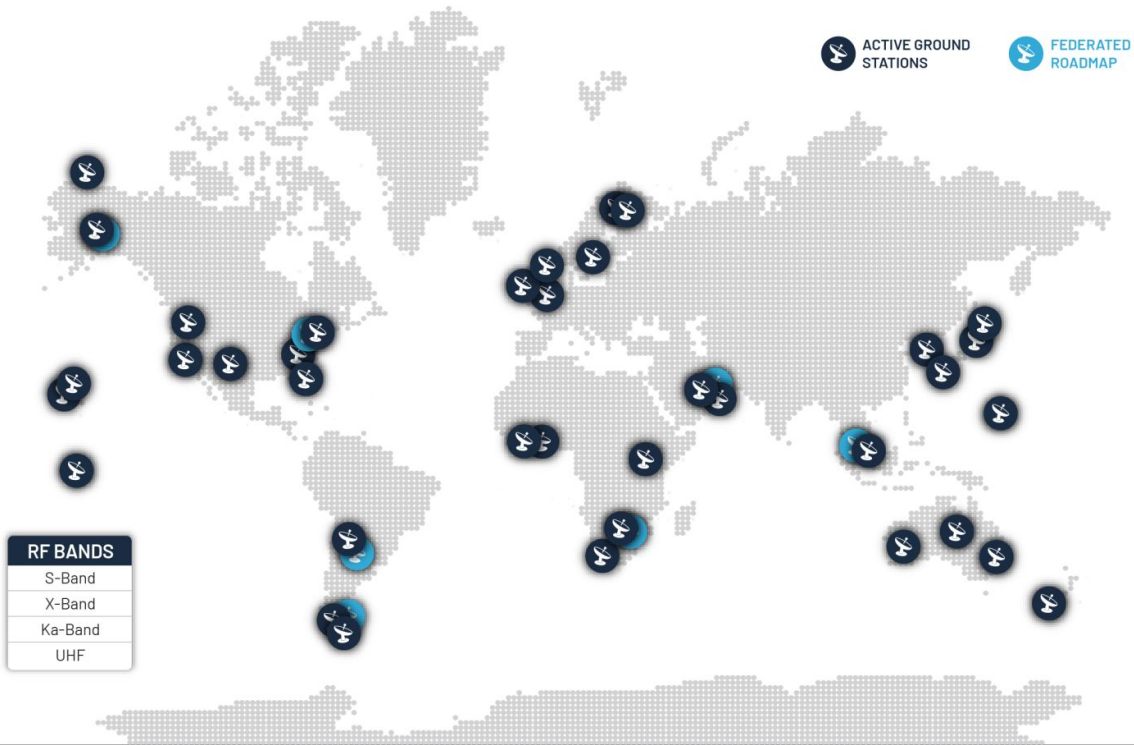 ACTIVE GROUND
STATIONS
FEDERATED
ROADMAP
RF BANDS
S-Band
X-Band
Ka-Band
UHF